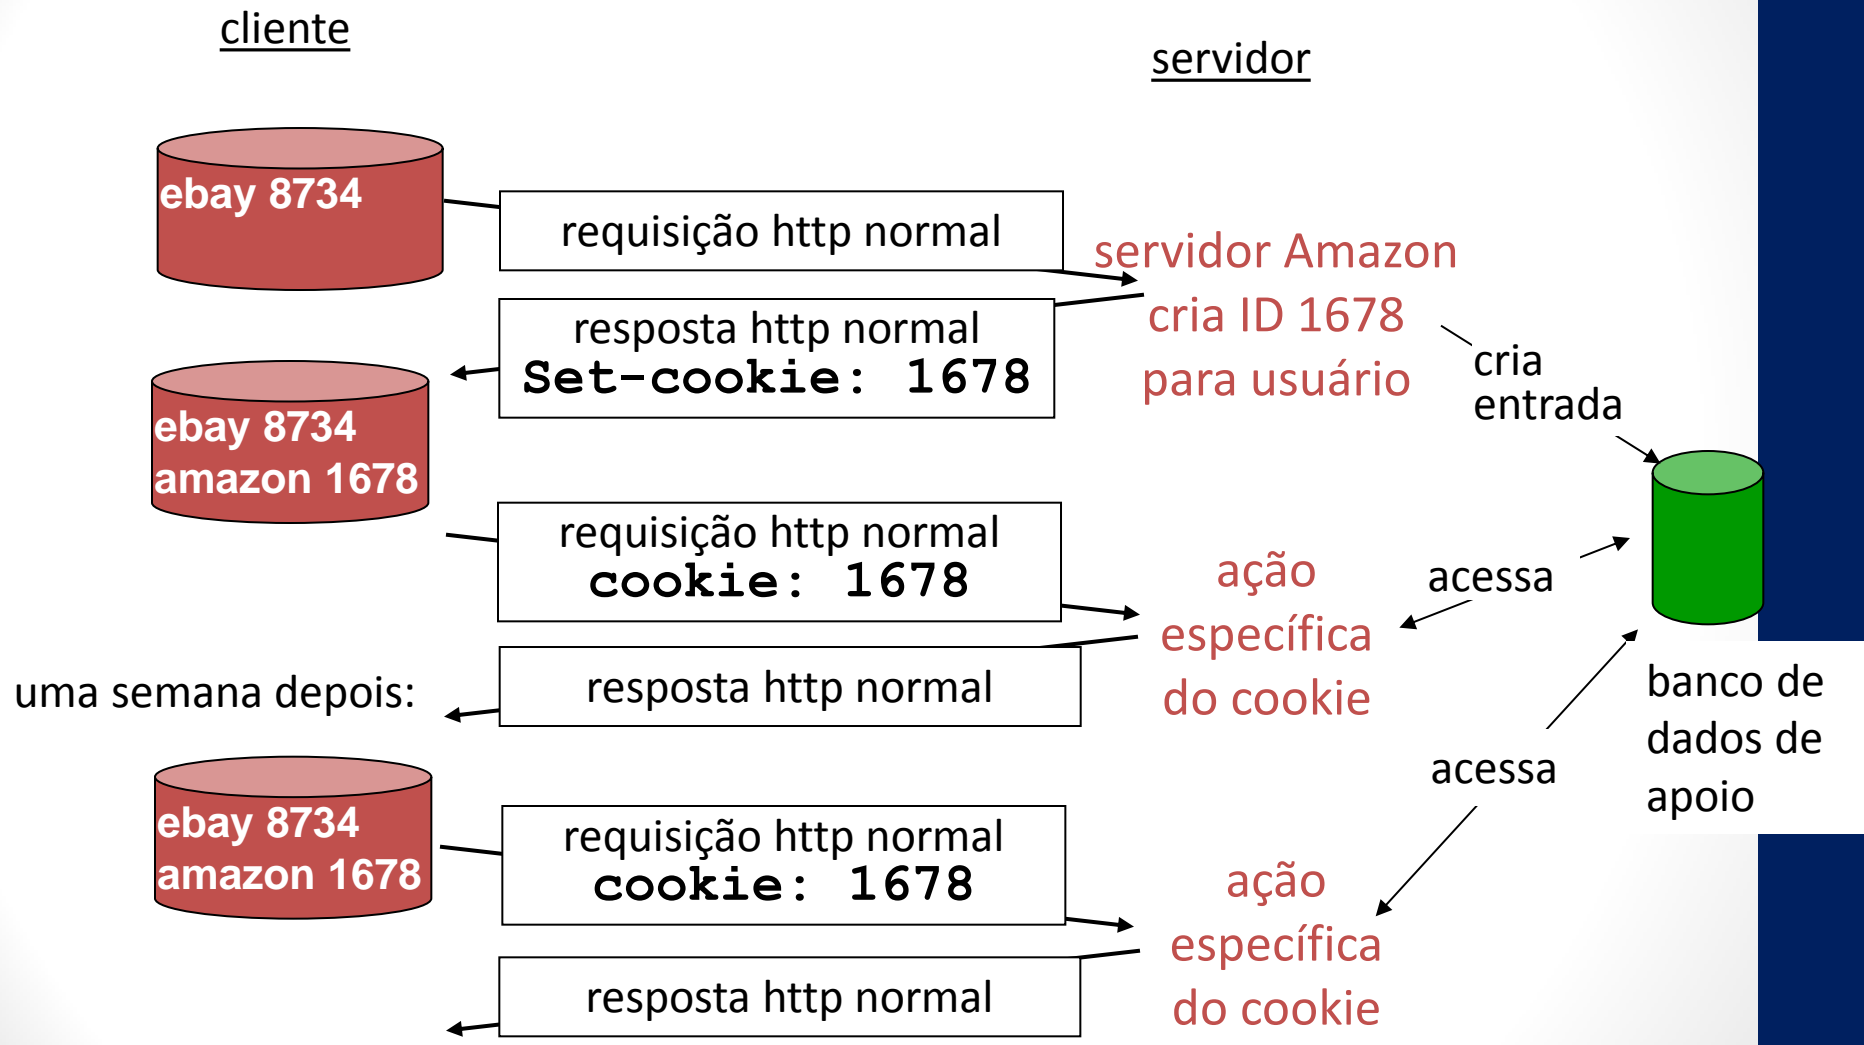 cliente
servidor
ebay 8734
requisição http normal
servidor Amazon
cria ID 1678
para usuário
resposta http normal
Set-cookie: 1678
cria
entrada
ebay 8734
amazon 1678
requisição http normal
cookie: 1678
ação
específica
do cookie
acessa
resposta http normal
uma semana depois:
banco de
dados de
apoio
acessa
ebay 8734
amazon 1678
requisição http normal
cookie: 1678
ação
específica
do cookie
resposta http normal